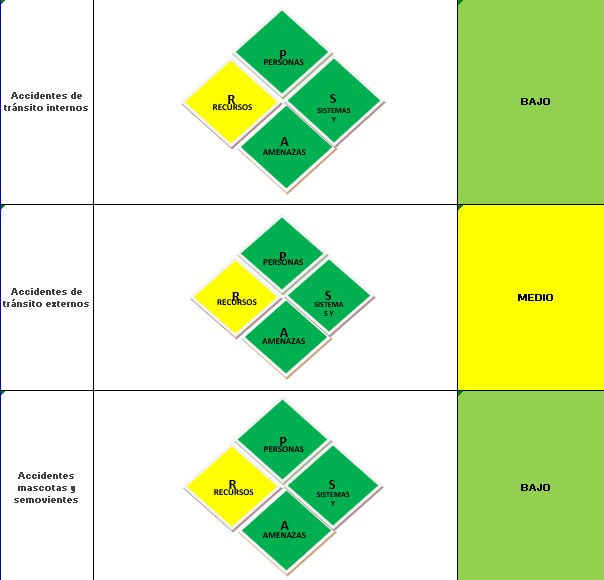 Accidentes de
tránsito internos
p
PERSONAS
R
RECURSOS
S
SISTEMAS
Y
A
AMENAZAS
BAJO
Accidentes de
tránsito externos
p
PERSONAS
R
RECURSOS
S
SISTEMA
S Y
A
AMENAZAS
MEDIO
Accidentes
mascotas y
semovientes
p
PERSONAS
R
RECURSOS
S
SISTEMAS
Y
A
AMENAZAS
BAJO